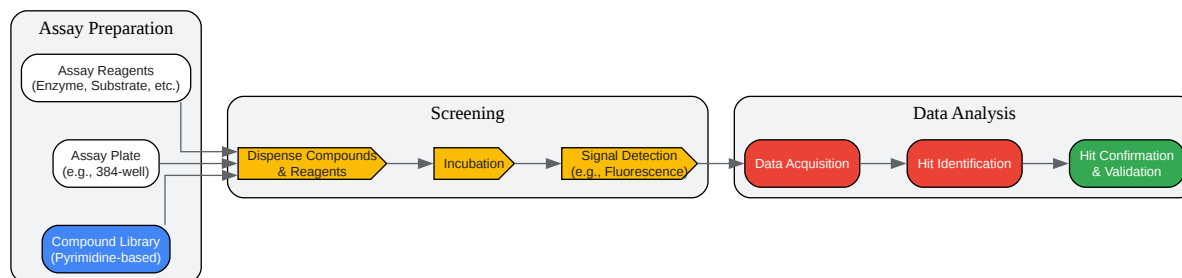 Assay Preparation
Assay Reagents
(Enzyme, Substrate, etc.)
Assay Plate
(e.g., 384-well)
Compound Library
(Pyrimidine-based)
Screening
Dispense Compounds
& Reagents
Incubation
Signal Detection
(e.g., Fluorescence)
Data Analysis
Data Acquisition
Hit Identification
Hit Confirmation
& Validation